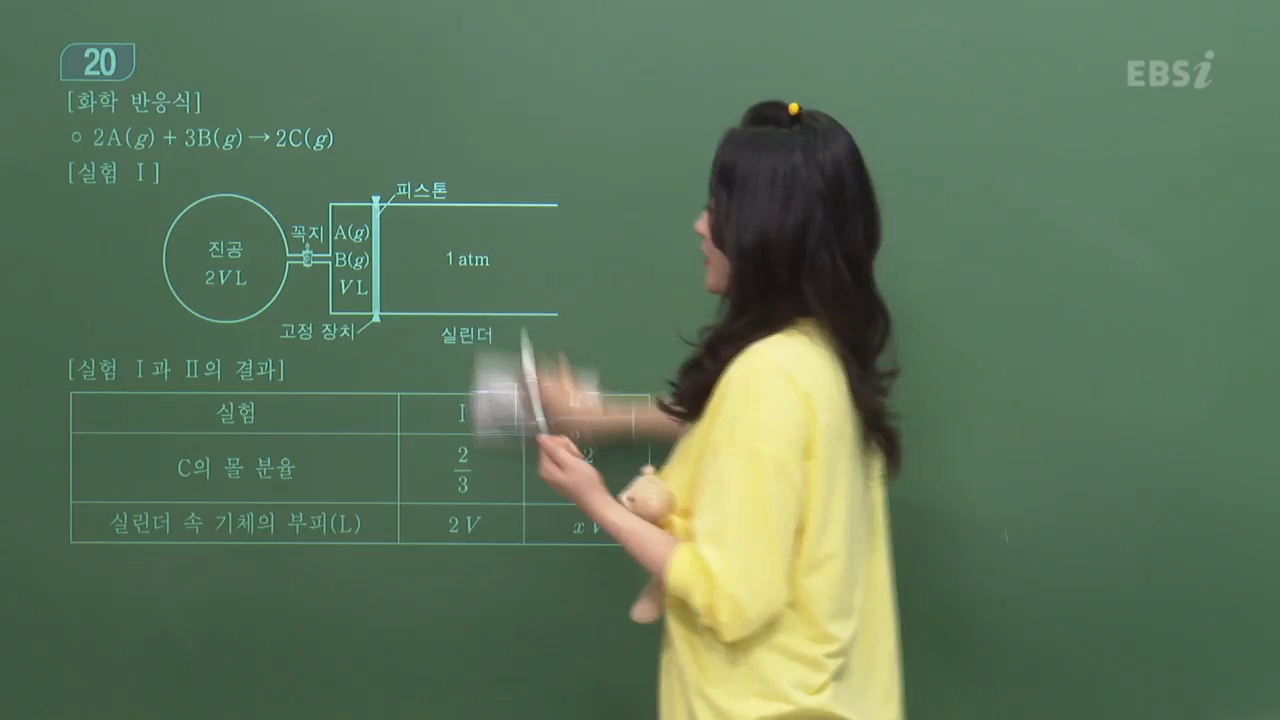 20
EBSi
[화학 반응식]
○ 2A(g) + 3B(g) → 2C(g)
[실험 Ⅰ]
피스톤
꼭지
A(g)
진공
B(g)
1 atm
2V L
V L
고정 장치
실린더
[실험 Ⅰ과 Ⅱ의 결과]
실험 Ⅰ
C의 몰 분율 2/3 2
실린더 속 기체의 부피(L) 2V x V